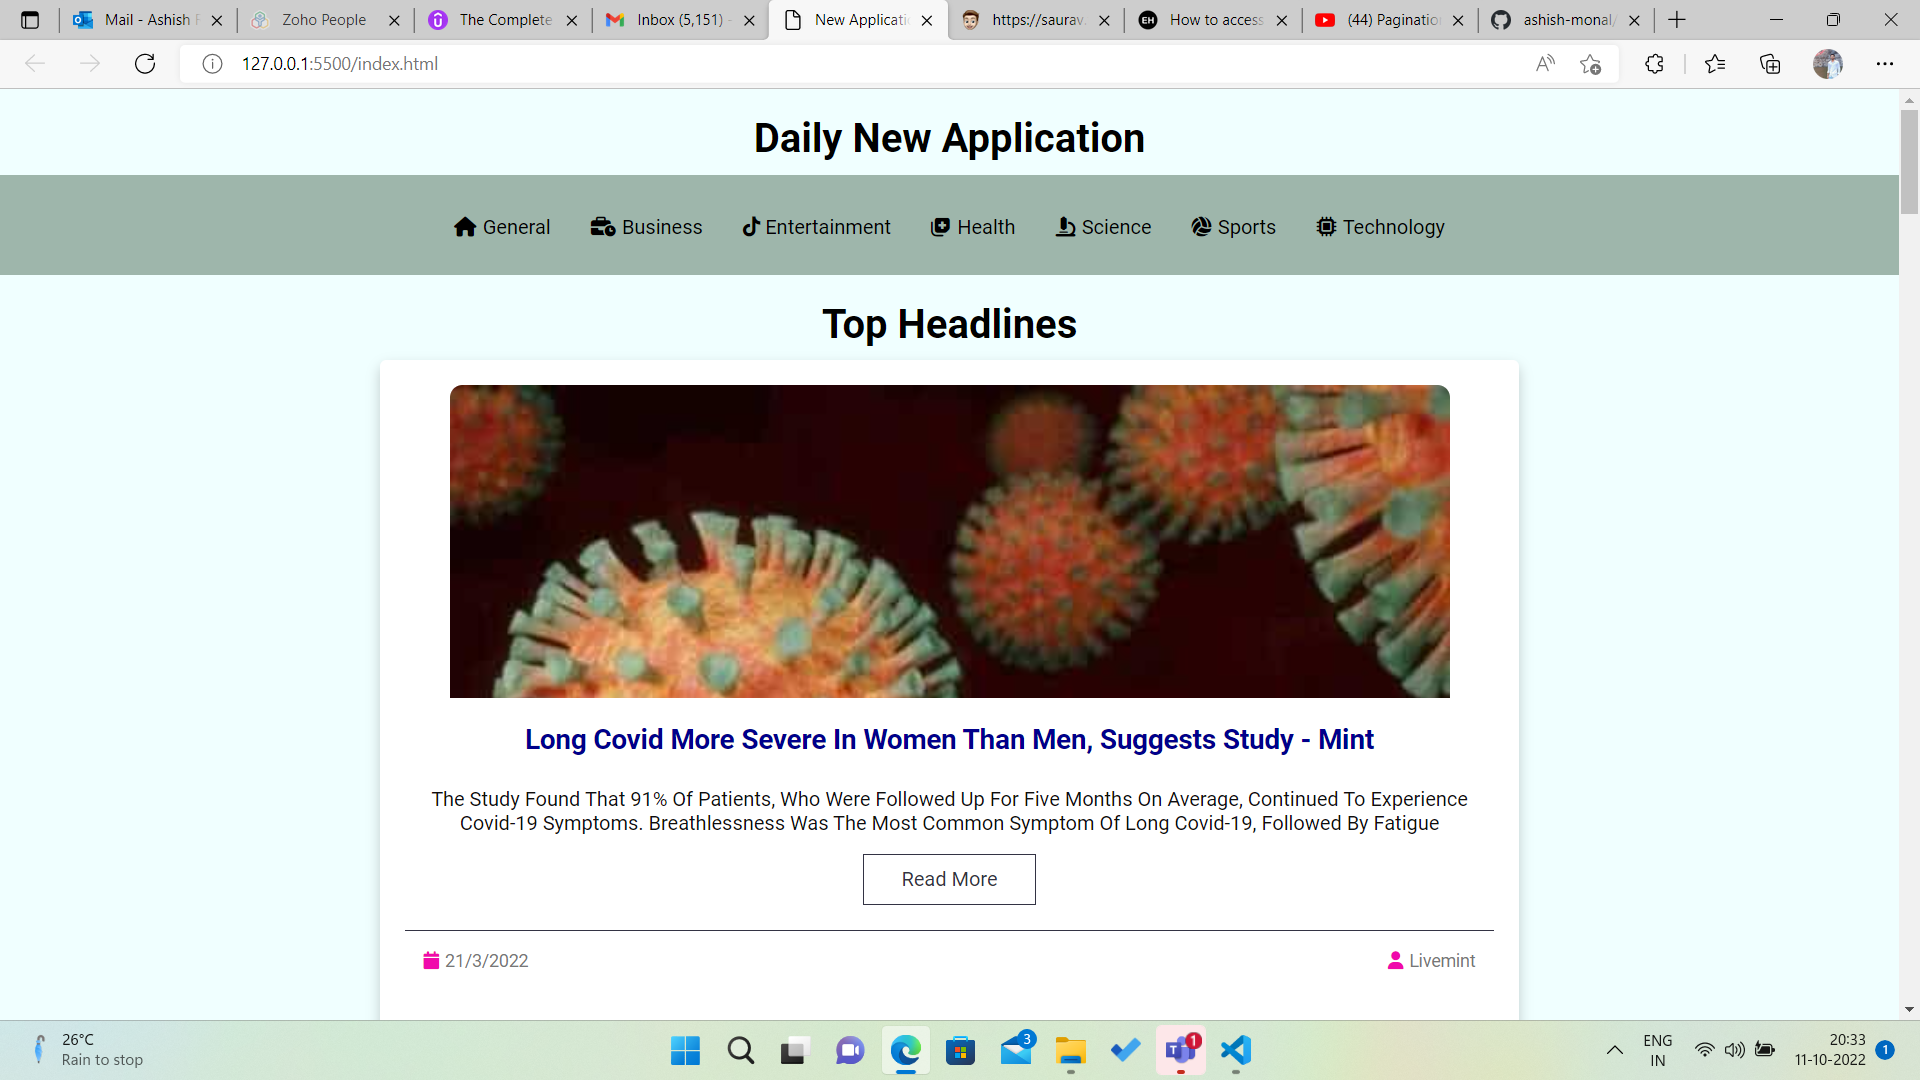 Mail - Ashish
Zoho People
The Complete
Inbox (5,151) -
New Applicati
https://saurav.
How to access
(44) Pagination
ashish-monal/
127.0.0.1:5500/index.html
Daily New Application
General Business Entertainment Health Science Sports Technology
Top Headlines
Long Covid More Severe In Women Than Men, Suggests Study - Mint
The Study Found That 91% Of Patients, Who Were Followed Up For Five Months On Average, Continued To Experience
Covid-19 Symptoms. Breathlessness Was The Most Common Symptom Of Long Covid-19, Followed By Fatigue
Read More
21/3/2022
Livemint
26°C
Rain to stop
3
1
ENG
IN
20:33
11-10-2022
1